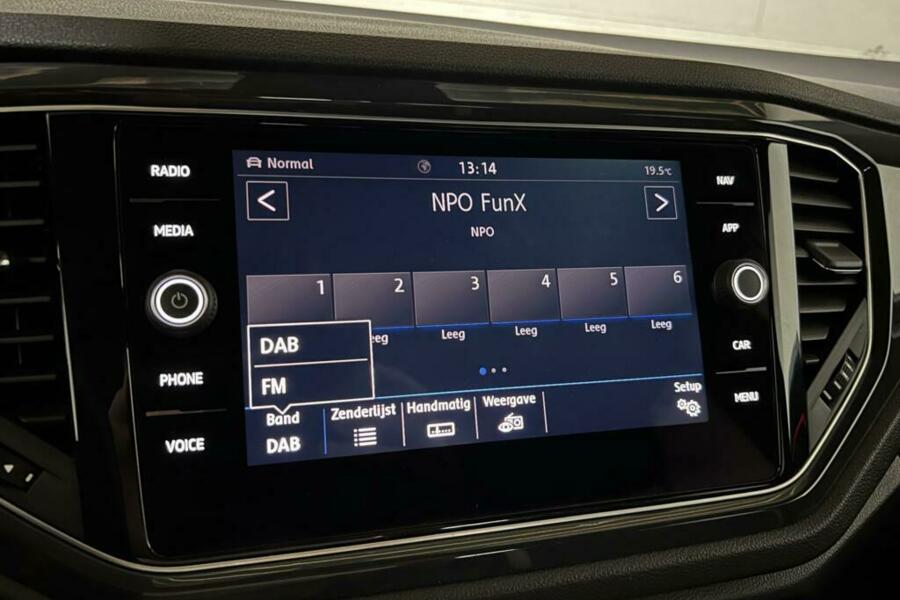 RADIO
MEDIA
PHONE
VOICE
Normal
13:14
19.5°C
<
NPO FunX
>
NPO
1 2 3 4 5 6
eeg Leeg Leeg Leeg Leeg
DAB
FM
Band
DAB
Zenderlijst
Handmatig
Weergave
Setup
NAV
APP
CAR
MENU